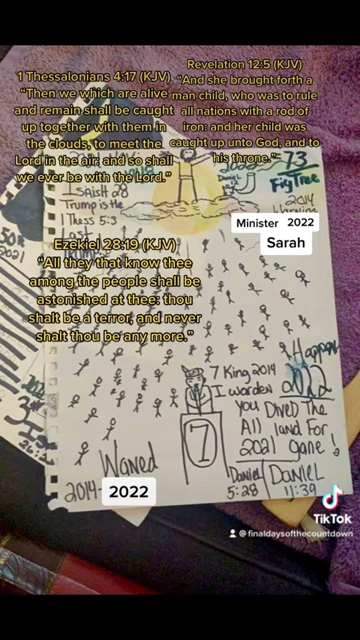 1 Thessalonians 4:17 (KJV)
"Then we which are alive
and remain shall be caught
up together with them in
the clouds, to meet the
Lord in the air: and so shall
we ever be with the Lord."
Revelation 12:5 (KJV)
"And she brought forth a
man child, who was to rule
all nations with a rod of
iron: and her child was
caught up unto God, and to
his throne."
73
Fig Tree
2014
Isaish 28
Trump is the
1 Thess 5:3
Last
Minister 2022
Sarah
Ezekiel 28:19 (KJV)
"All they that know thee
among the people shall be
astonished at thee: thou
shalt be a terror, and never
shalt thou be any more."
2021
Happen
2022
7 King 2014
I warden
you Dived The
All land For
2021 gane!
7
Waned
2014-
2022
Daniel
5:28
Daniel
11:39
TikTok
@finaldaysofthecountdown